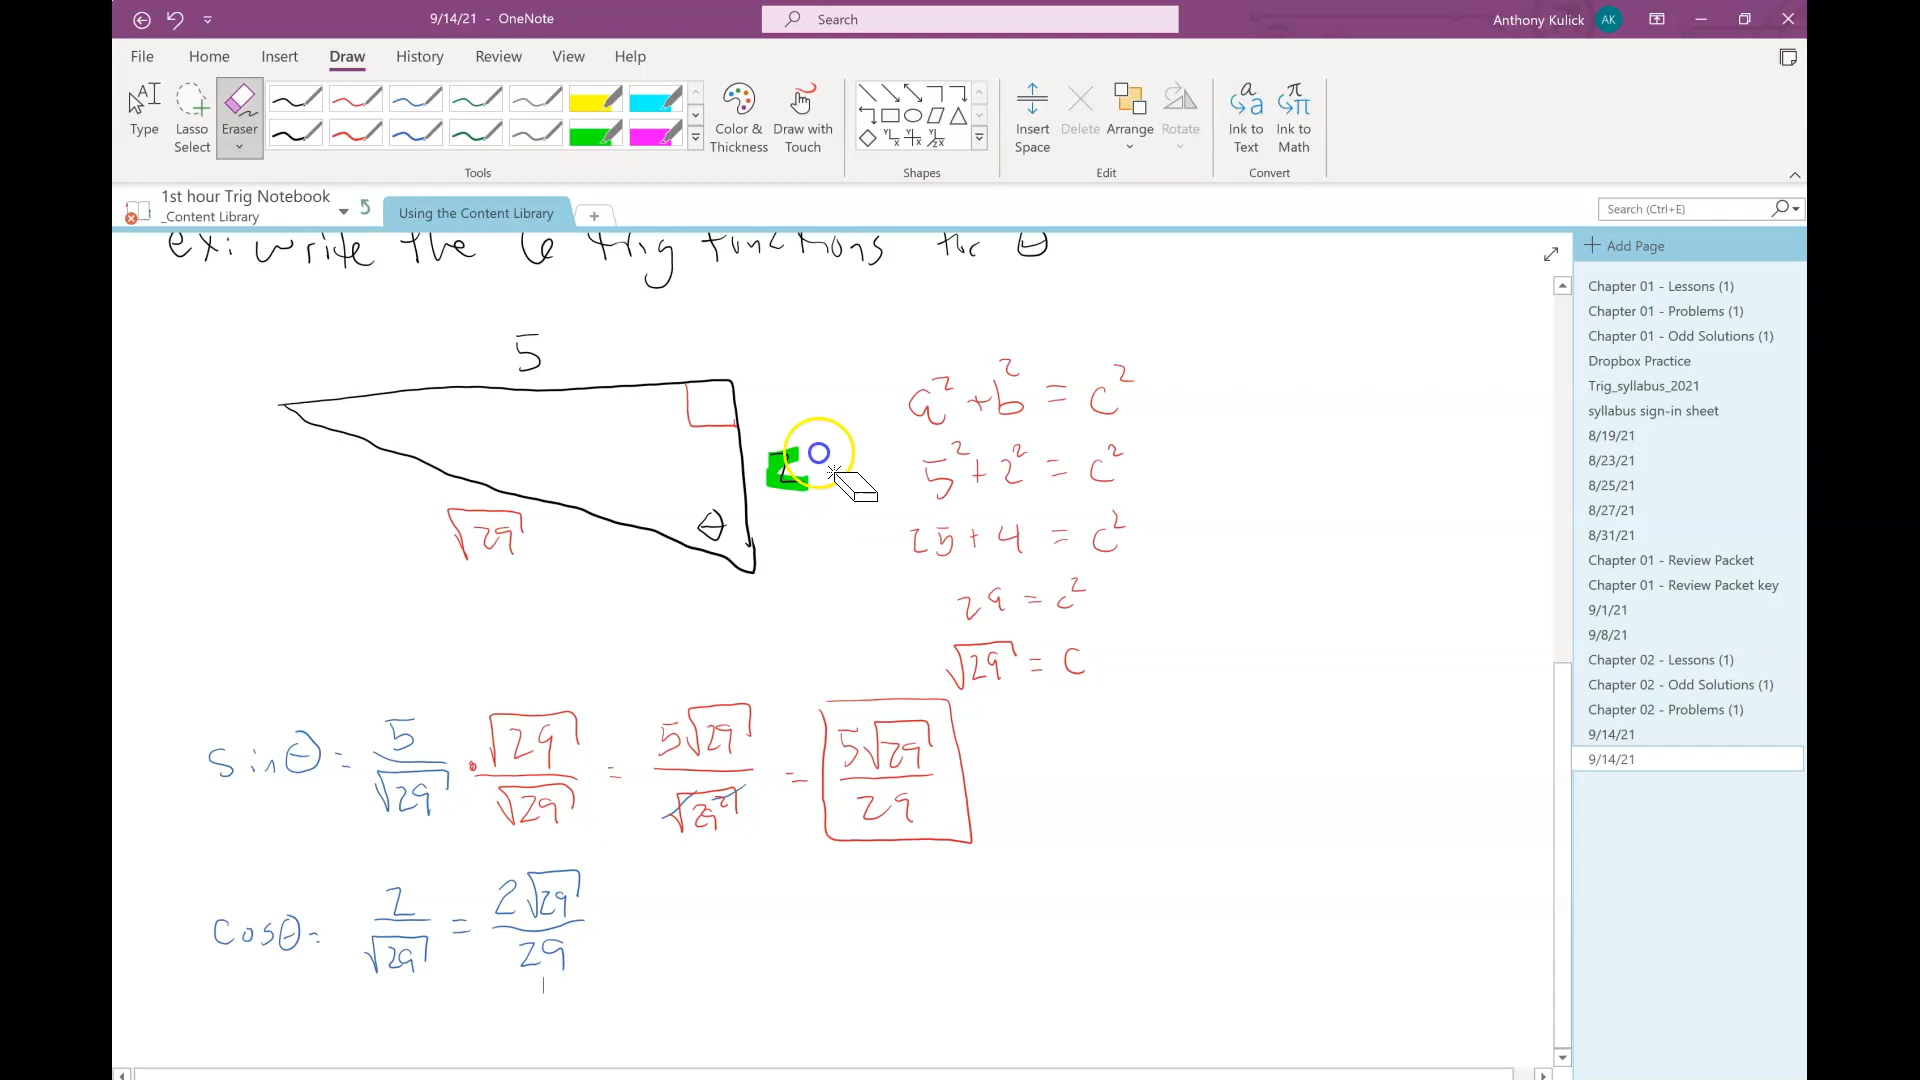 9/14/21 - OneNote
Search
Anthony Kulick AK
File Home Insert Draw History Review View Help
Type
Lasso Select
Eraser
Color & Thickness
Draw with Touch
Insert Space
Delete
Arrange
Rotate
Ink to Text
Ink to Math
Tools
Shapes
Edit
Convert
1st hour Trig Notebook
_Content Library
Using the Content Library
Search (Ctrl+E)
Add Page
Chapter 01 - Lessons (1)
Chapter 01 - Problems (1)
Chapter 01 - Odd Solutions (1)
Dropbox Practice
Trig_syllabus_2021
syllabus sign-in sheet
8/19/21
8/23/21
8/25/21
8/27/21
8/31/21
Chapter 01 - Review Packet
Chapter 01 - Review Packet key
9/1/21
9/8/21
Chapter 02 - Lessons (1)
Chapter 02 - Odd Solutions (1)
Chapter 02 - Problems (1)
9/14/21
9/14/21
ex: write the 6 trig functions for θ
5
2
θ
√29
a² + b² = c²
5² + 2² = c²
25 + 4 = c²
29 = c²
√29 = c
sinθ = 5/√29 · √29/√29 = 5√29/√29² = 5√29/29
cosθ = 2/√29 = 2√29/29